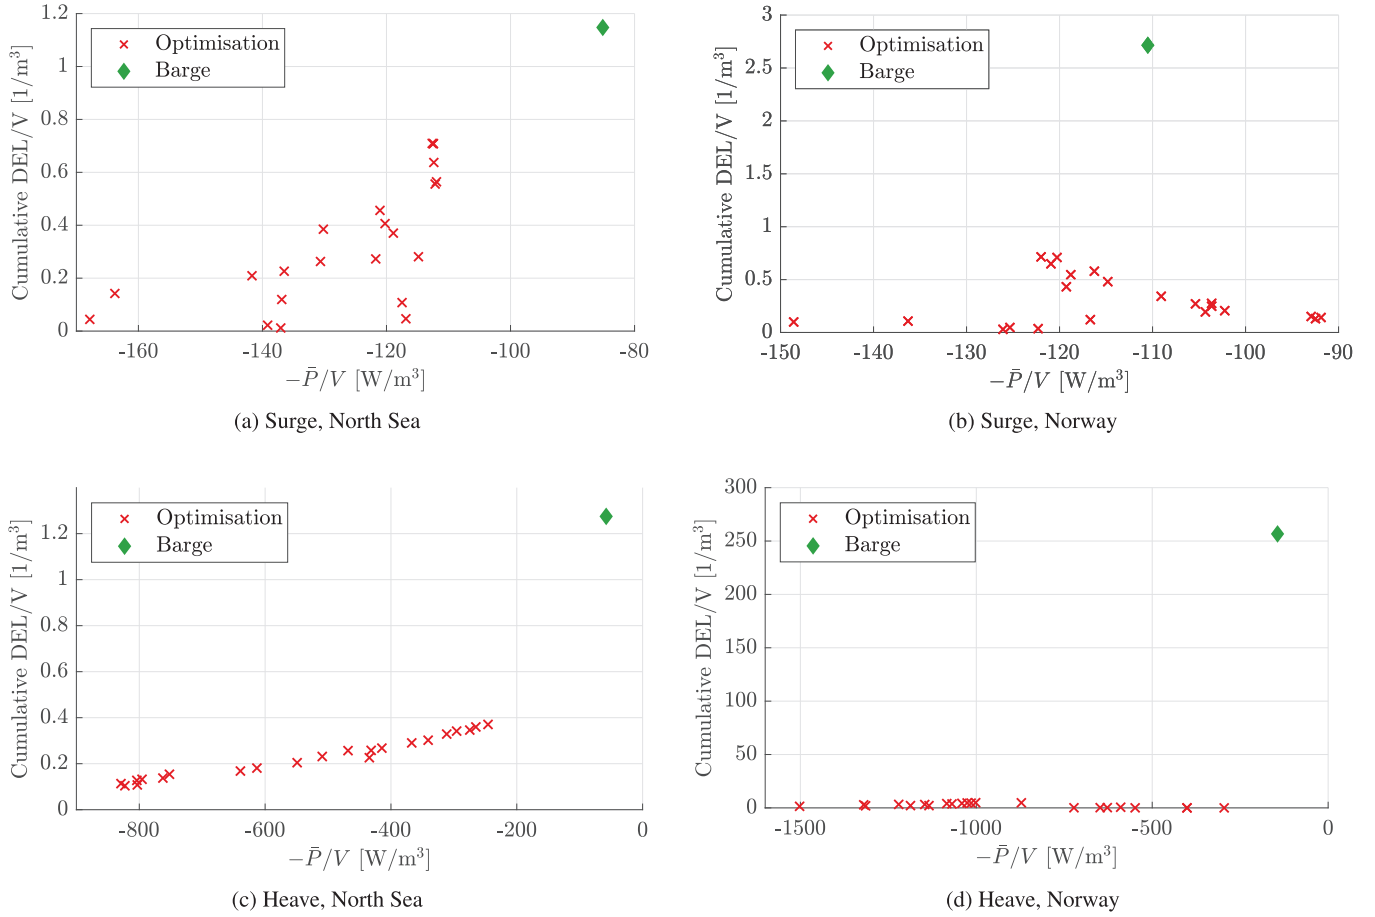 1.2
1
0.8
0.6
0.4
0.2
0
Cumulative DEL/V [1/m³]
Optimisation
Barge
-160
-140
-120
-100
-80
−P̄/V [W/m³]
(a) Surge, North Sea
3
2.5
2
1.5
1
0.5
0
Cumulative DEL/V [1/m³]
Optimisation
Barge
-150
-140
-130
-120
-110
-100
-90
−P̄/V [W/m³]
(b) Surge, Norway
1.2
1
0.8
0.6
0.4
0.2
0
Cumulative DEL/V [1/m³]
Optimisation
Barge
-800
-600
-400
-200
0
−P̄/V [W/m³]
(c) Heave, North Sea
300
250
200
150
100
50
0
Cumulative DEL/V [1/m³]
Optimisation
Barge
-1500
-1000
-500
0
−P̄/V [W/m³]
(d) Heave, Norway